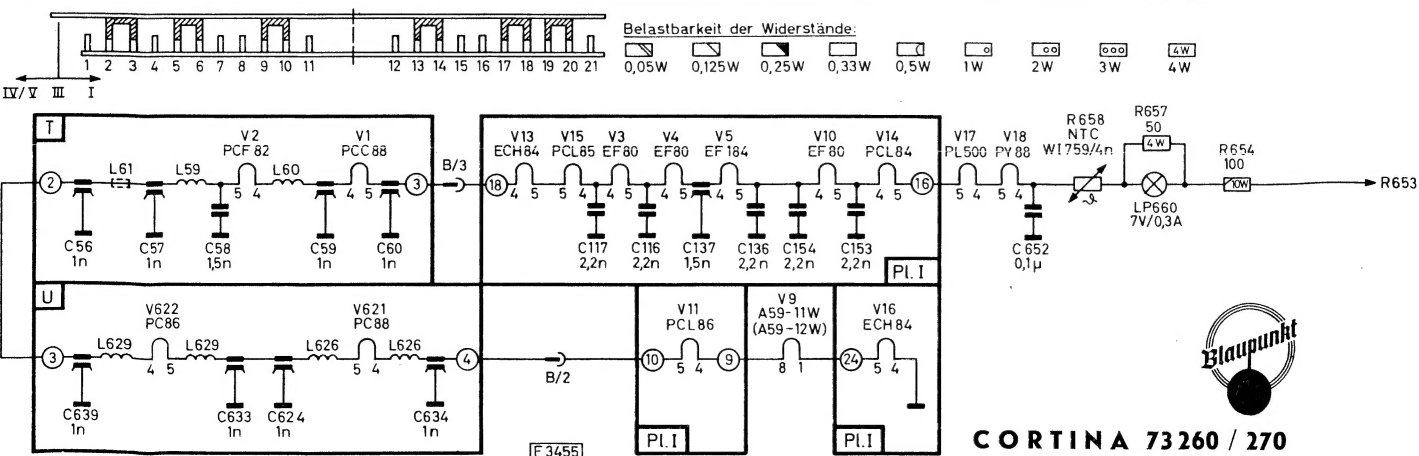 Belastbarkeit der Widerstände:
0,05W 0,125W 0,25W 0,33W 0,5W 1W 2W 3W 4W
4W
1 2 3 4 5 6 7 8 9 10 11 12 13 14 15 16 17 18 19 20 21
IV/V III I
T
V2 V1
PCF 82 PCC 88
L61 L59 L60
2 5 4 4 5 3
B/3
C56 C57 C58 C59 C60
1n 1n 1,5n 1n 1n
V13 V15 V3 V4 V5 V10 V14
ECH84 PCL85 EF80 EF80 EF184 EF80 PCL84
18 4 5 5 4 4 5 4 5 4 5 4 5 4 5 16
C117 C116 C137 C136 C154 C153
2,2n 2,2n 1,5n 2,2n 2,2n 2,2n
Pl. I
V17 V18
PL500 PY 88
5 4 5 4
C 652
0,1µ
R658
NTC
WI 759/4n
ϑ
R657
50
4W
LP660
7V/0,3A
R654
100
10W
R653
U
V622 V621
PC86 PC88
3 L629 L629 L626 L626 4
4 5 5 4
C639 C633 C624 C634
1n 1n 1n 1n
B/2
V11
PCL86
10 5 4 9
Pl. I
V9
A59-11W
(A59-12W)
8 1
V16
ECH 84
24 5 4
Pl. I
F 3455
Blaupunkt
CORTINA 73260 / 270